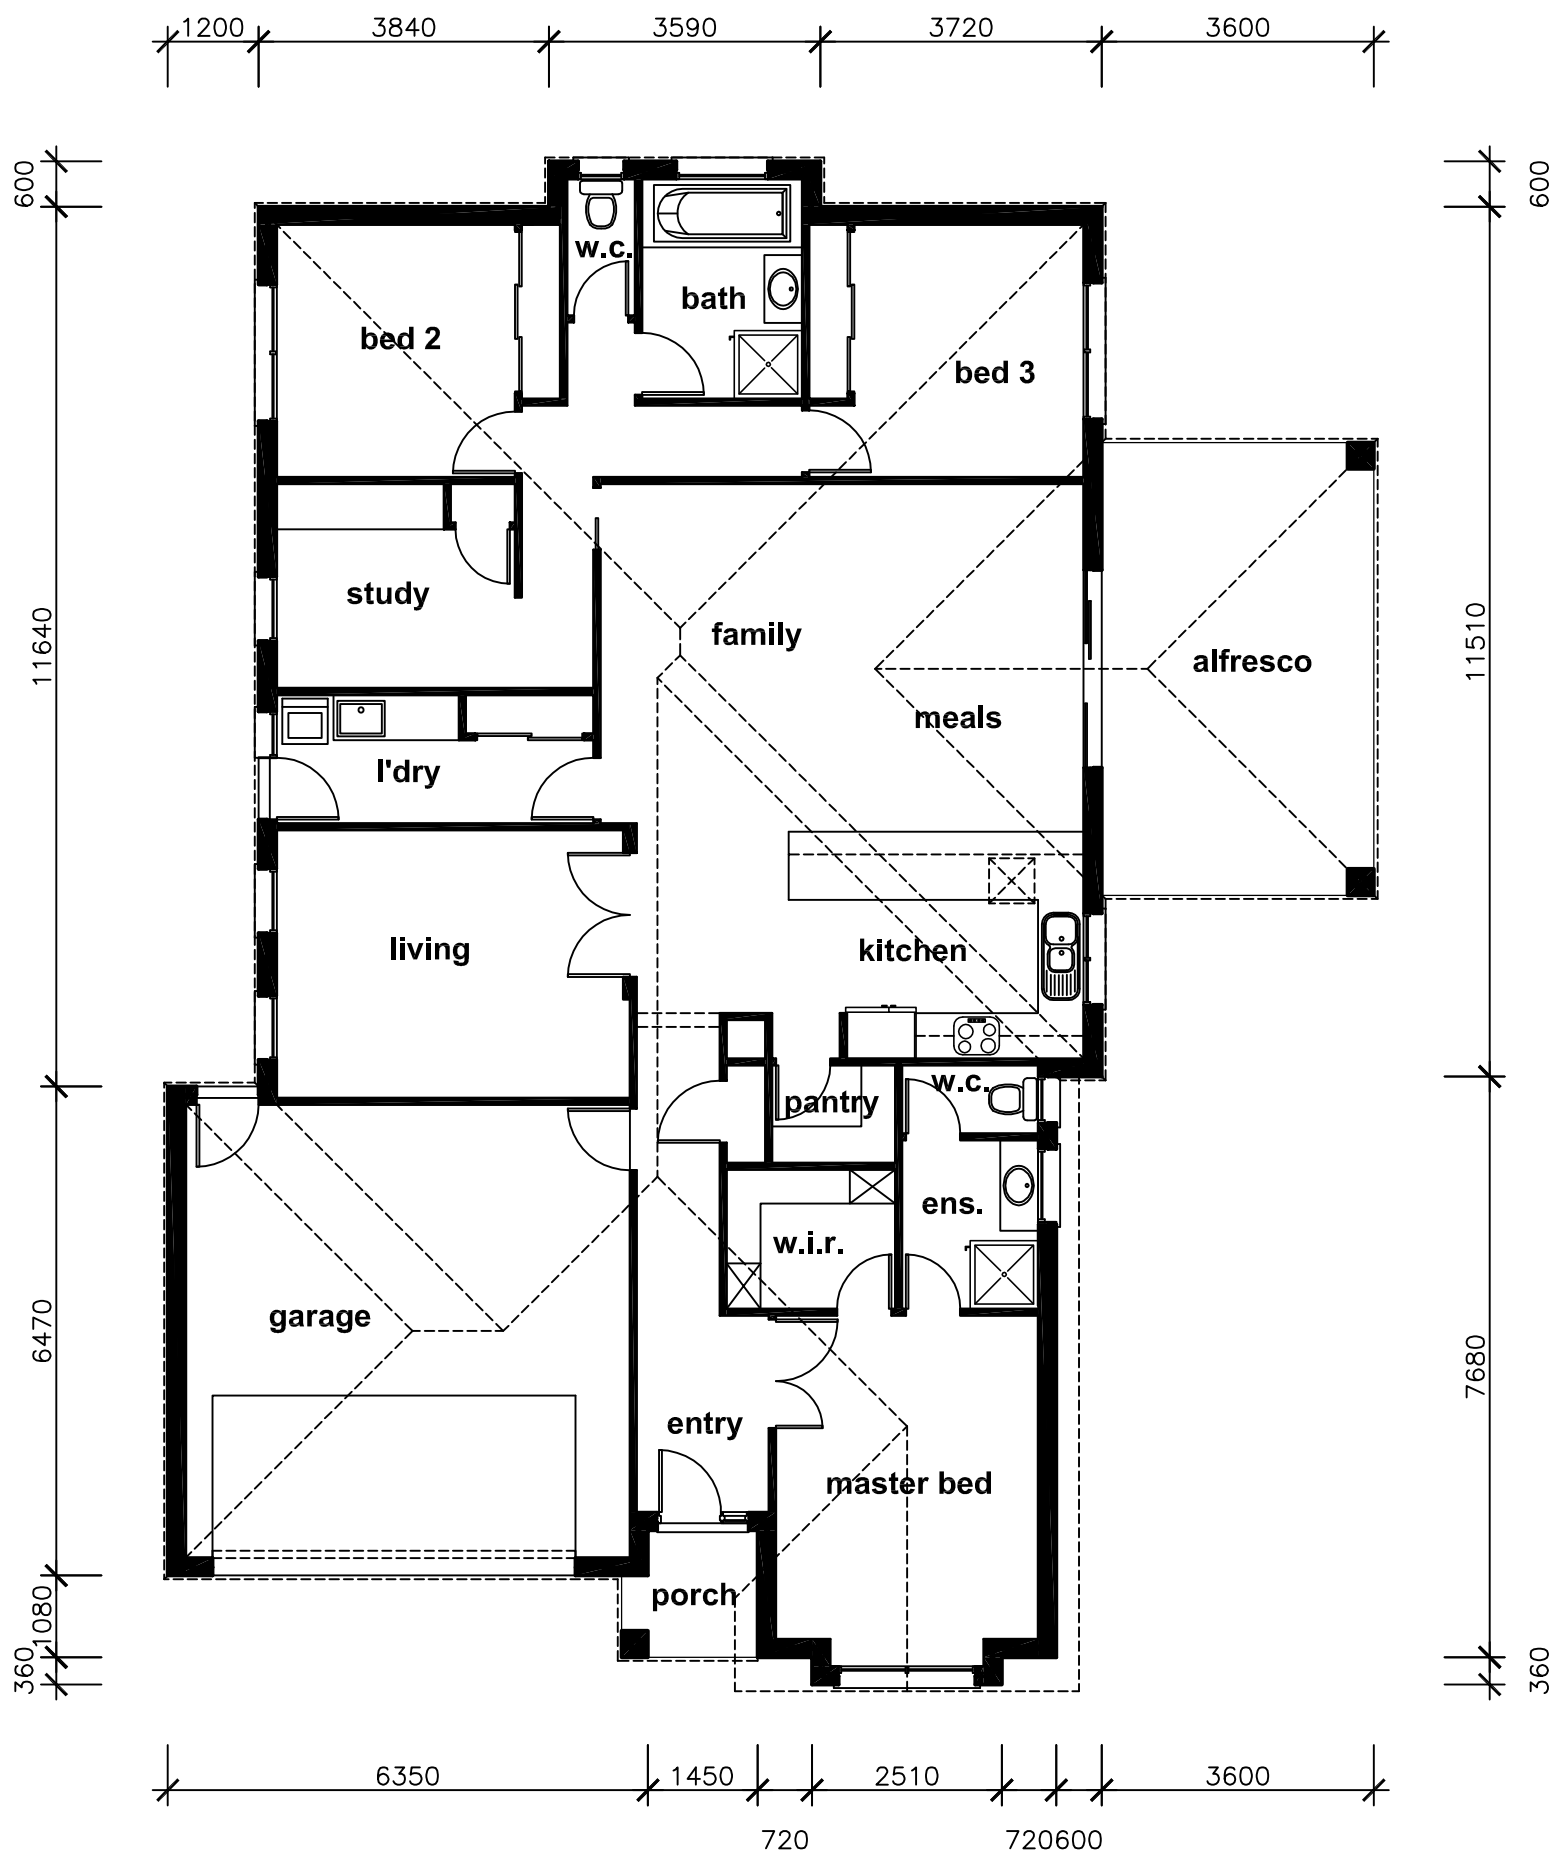 1200 3840 3590 3720 3600
600 600
w.c.
bath
bed 2
bed 3
study
family
11640 11510
alfresco
meals
l'dry
living
kitchen
w.c.
pantry
ens.
w.i.r.
garage
6470 7680
entry
master bed
porch
1080
360 360
6350 1450 2510 3600
720 720600